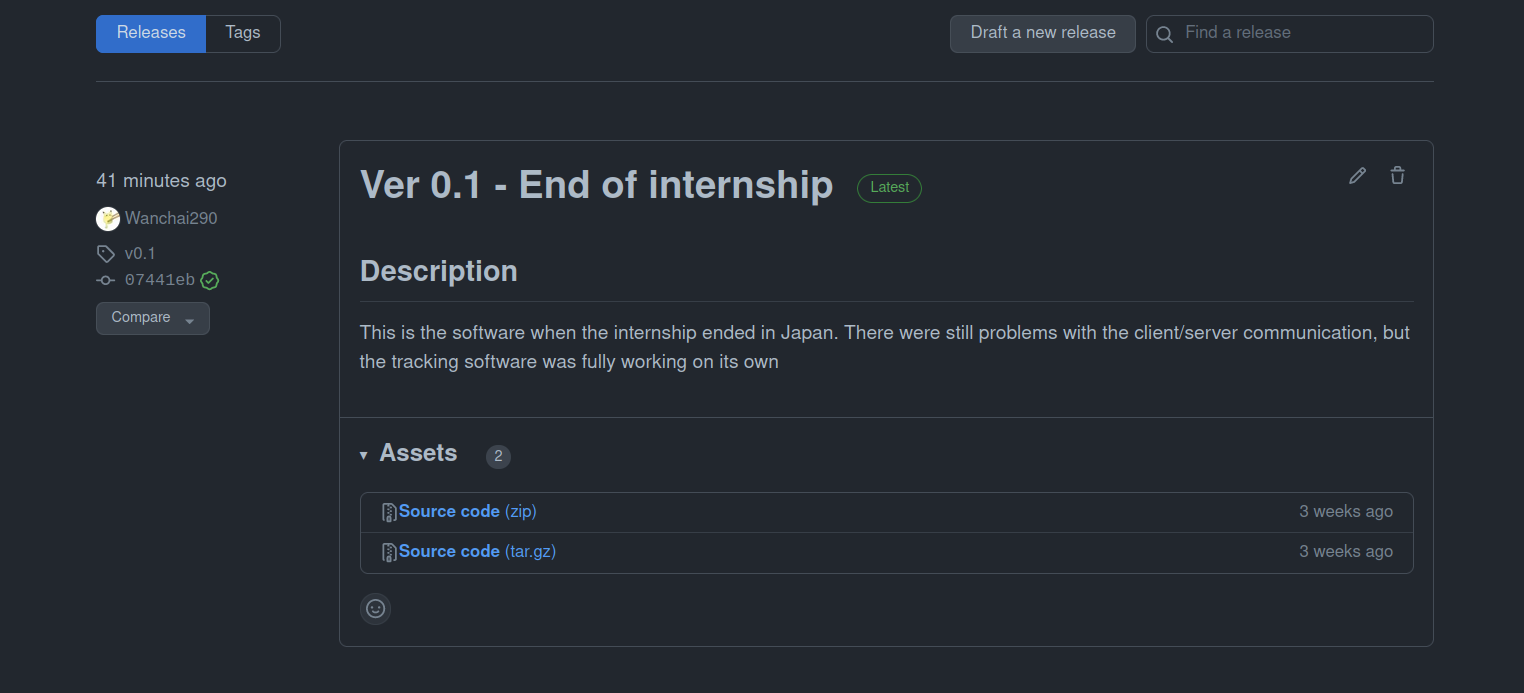 Releases Tags Draft a new release Find a release
41 minutes ago
Wanchai290
v0.1
07441eb
Compare
Ver 0.1 - End of internship Latest
Description
This is the software when the internship ended in Japan. There were still problems with the client/server communication, but
the tracking software was fully working on its own
Assets 2
Source code (zip) 3 weeks ago
Source code (tar.gz) 3 weeks ago